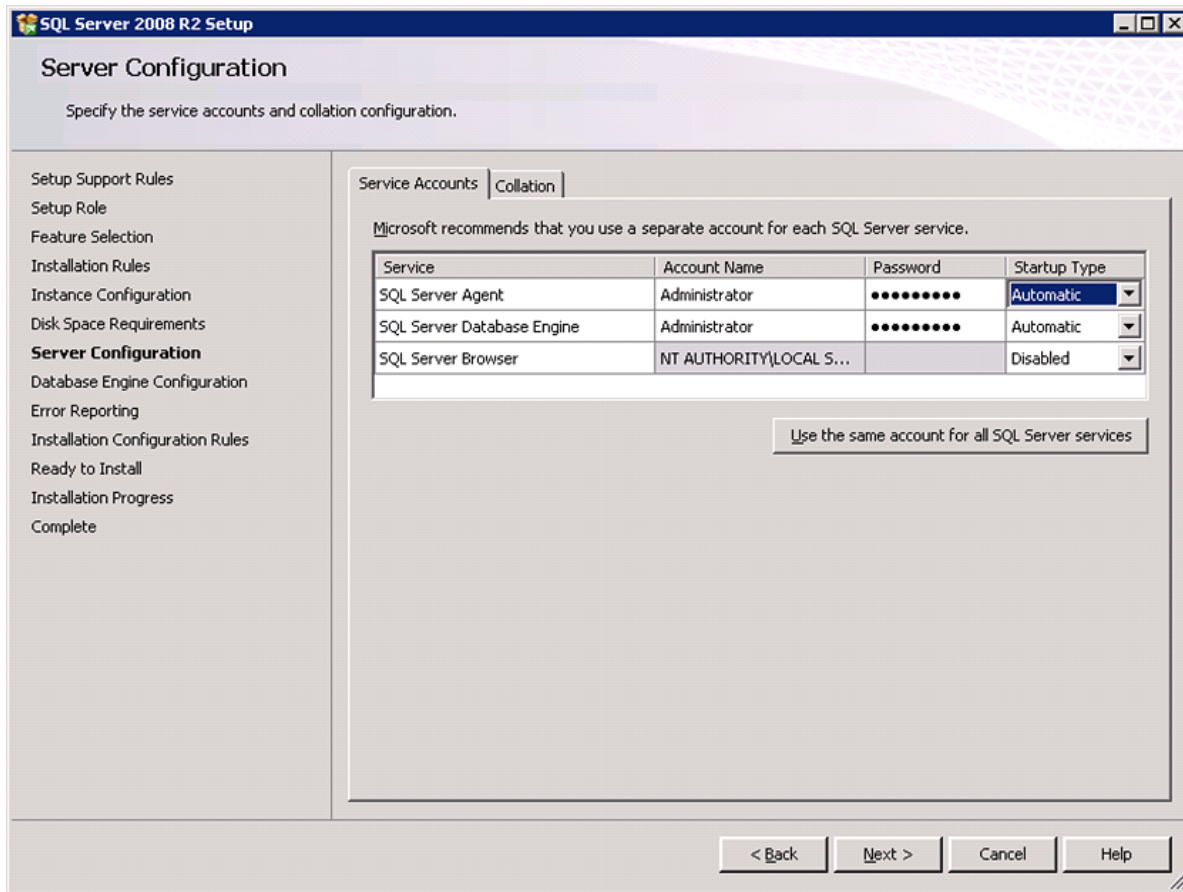 SQL Server 2008 R2 Setup
Server Configuration
Specify the service accounts and collation configuration.
Setup Support Rules
Setup Role
Feature Selection
Installation Rules
Instance Configuration
Disk Space Requirements
Server Configuration
Database Engine Configuration
Error Reporting
Installation Configuration Rules
Ready to Install
Installation Progress
Complete
Service Accounts Collation
Microsoft recommends that you use a separate account for each SQL Server service.
Service Account Name Password Startup Type
SQL Server Agent Administrator ●●●●●●●●● Automatic
SQL Server Database Engine Administrator ●●●●●●●●● Automatic
SQL Server Browser NT AUTHORITY\LOCAL S... Disabled
Use the same account for all SQL Server services
< Back Next > Cancel Help